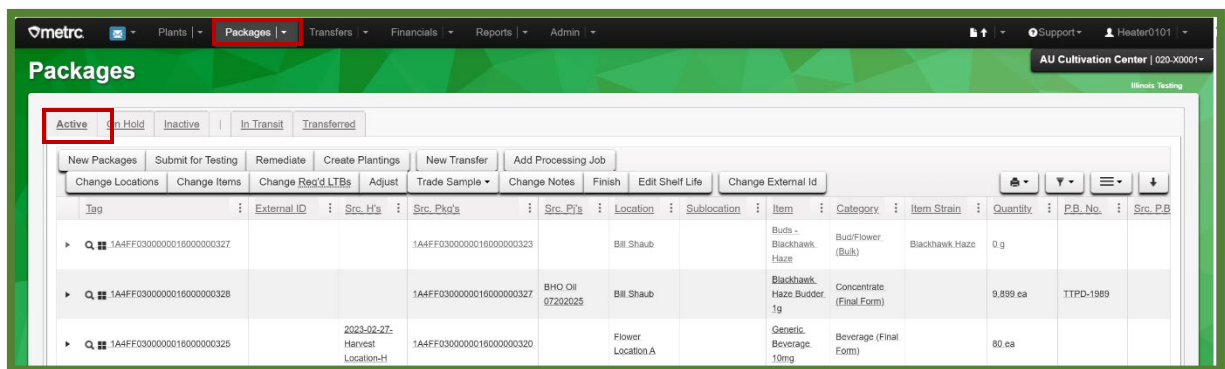 metrc Plants | Packages | Transfers | Financials | Reports | Admin | Support Heater0101 |
Packages
AU Cultivation Center | 020-X0001
Illinois Testing
Active On Hold Inactive | In Transit Transferred
New Packages Submit for Testing Remediate Create Plantings New Transfer Add Processing Job
Change Locations Change Items Change Req'd LTBs Adjust Trade Sample Change Notes Finish Edit Shelf Life Change External Id
Tag External ID Src. H's Src. Pkg's Src. Pj's Location Sublocation Item Category Item Strain Quantity P.B. No. Src. P.B
1A4FF0300000016000000327 1A4FF0300000016000000323 Bill Shaub Buds - Blackhawk Haze Bud/Flower (Bulk) Blackhawk Haze 0 g
1A4FF0300000016000000328 1A4FF0300000016000000327 BHO Oil 07202025 Bill Shaub Blackhawk Haze Budder 1g Concentrate (Final Form) 9,899 ea TTPD-1989
1A4FF0300000016000000325 2023-02-27-Harvest Location-H 1A4FF0300000016000000320 Flower Location A Generic Beverage 10mg Beverage (Final Form) 80 ea